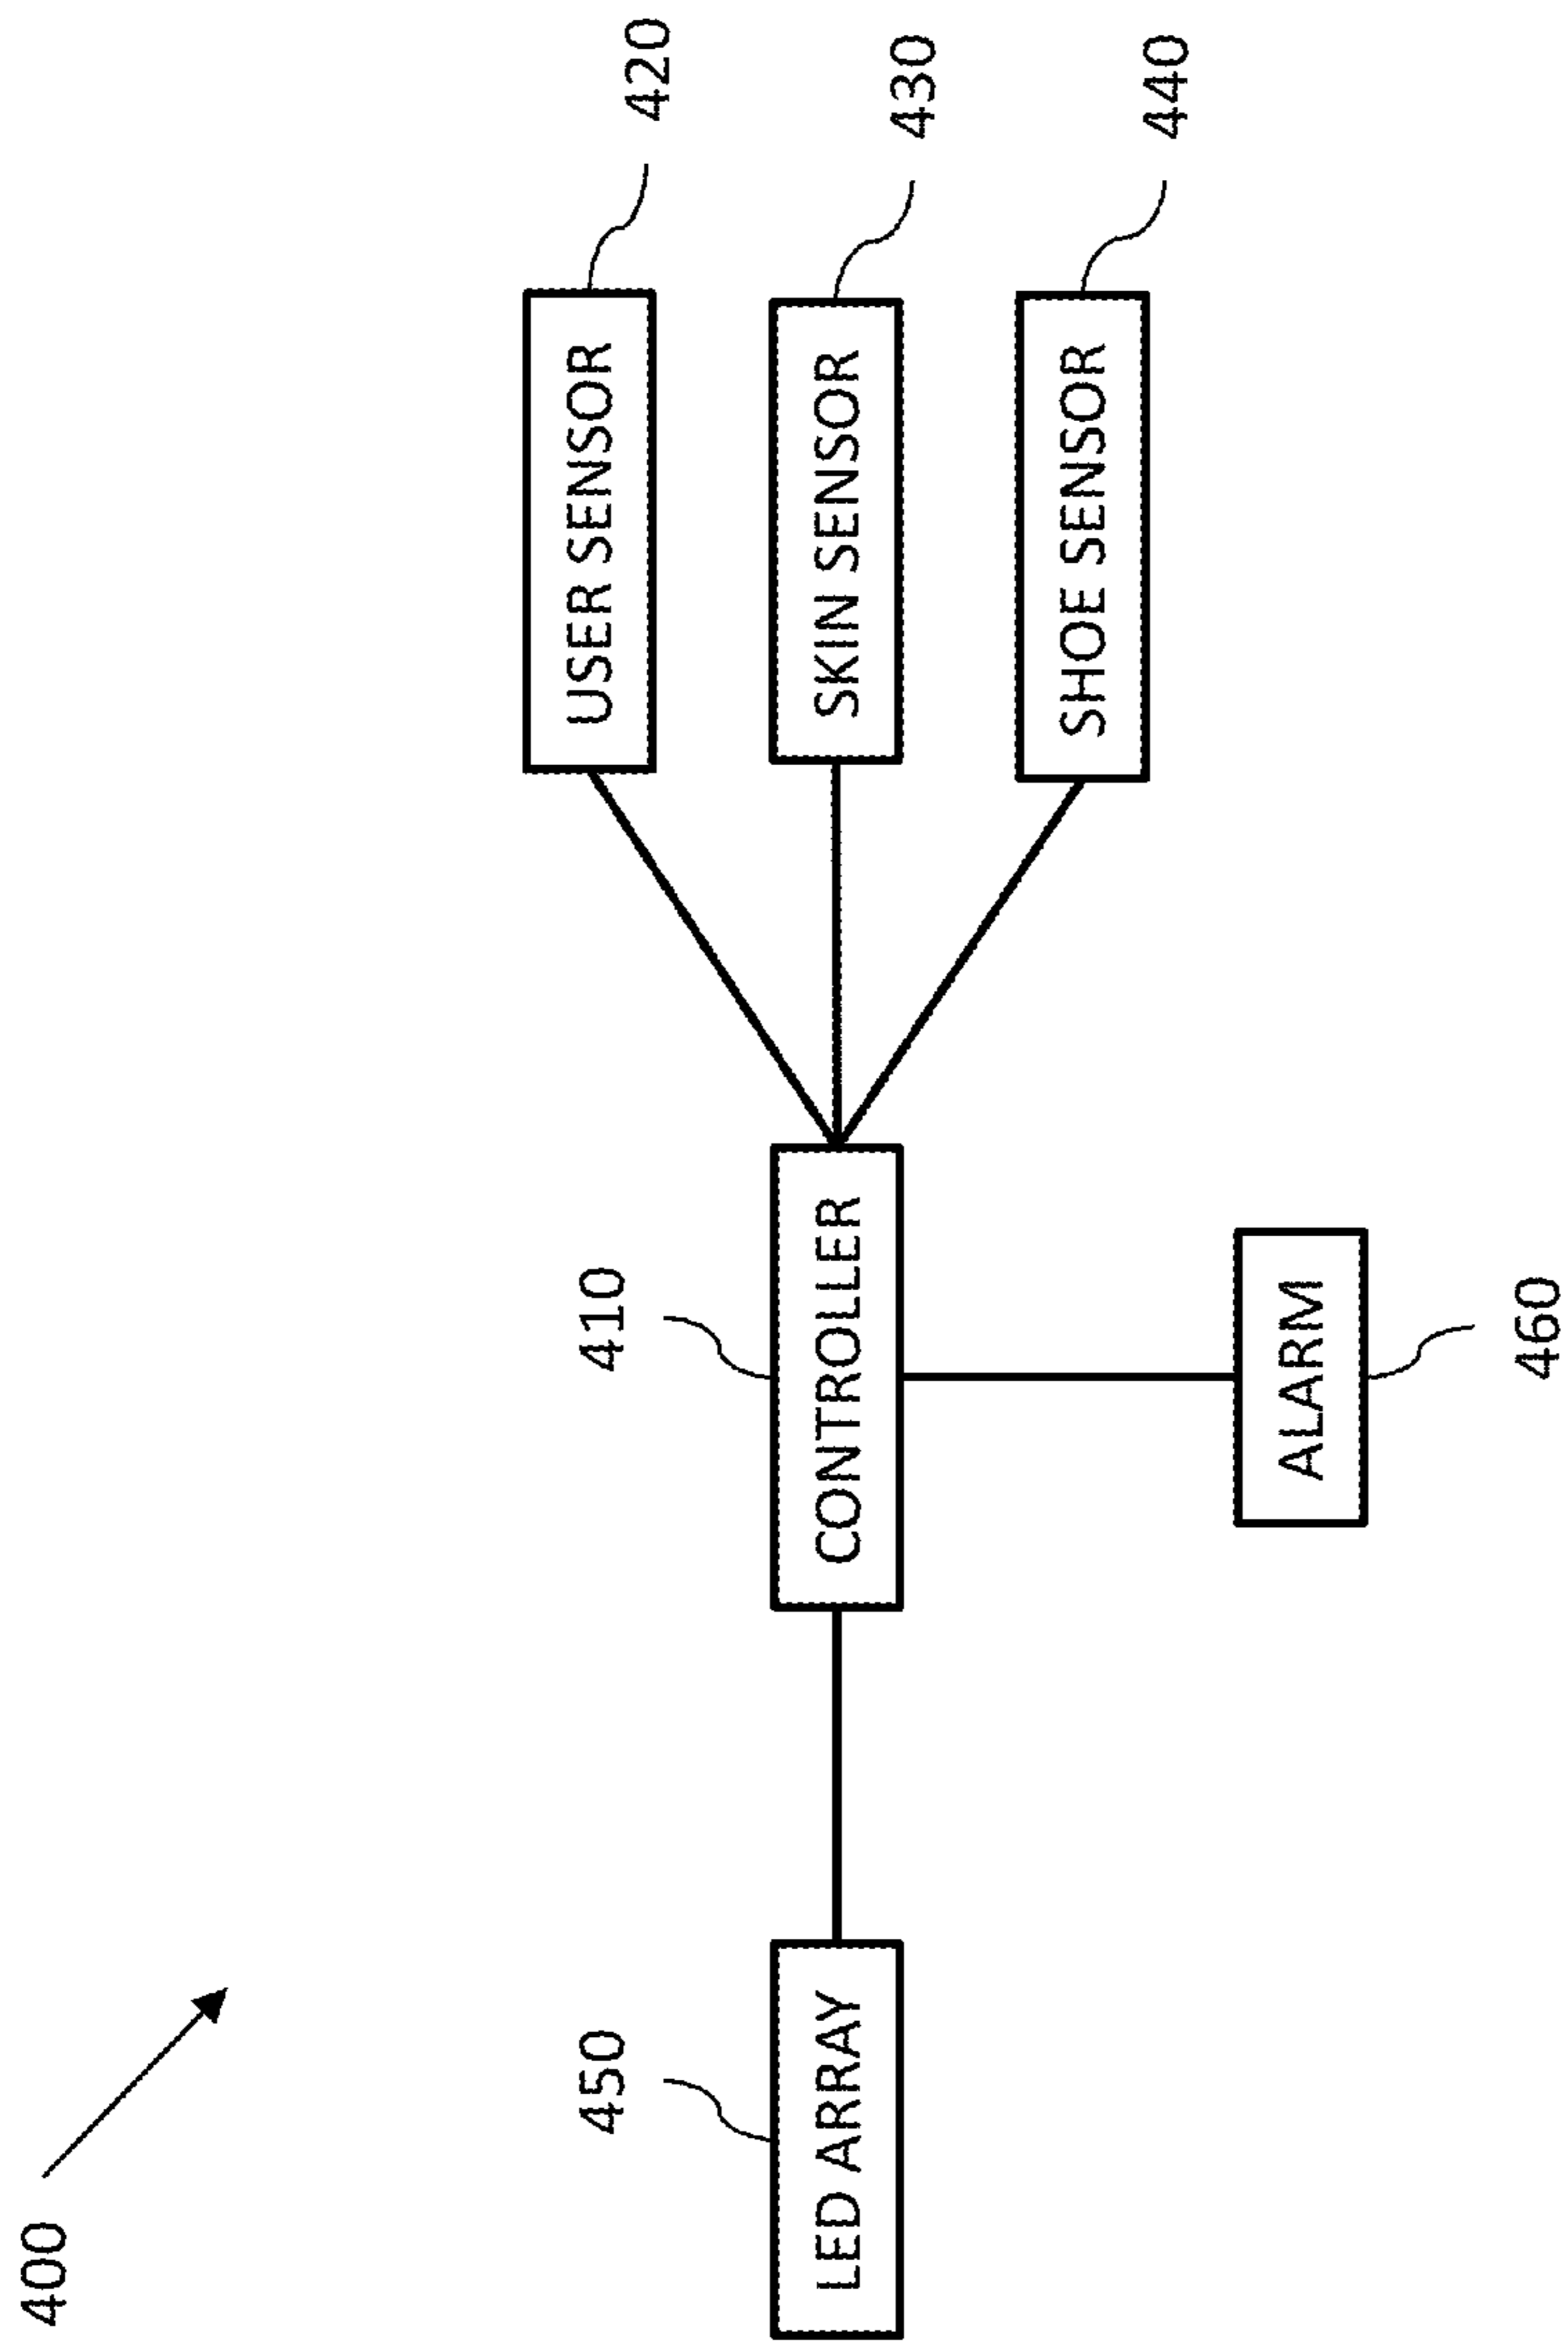 400
420
USER SENSOR
410
430
450
LED ARRAY
CONTROLLER
SKIN SENSOR
440
SHOE SENSOR
ALARM
460